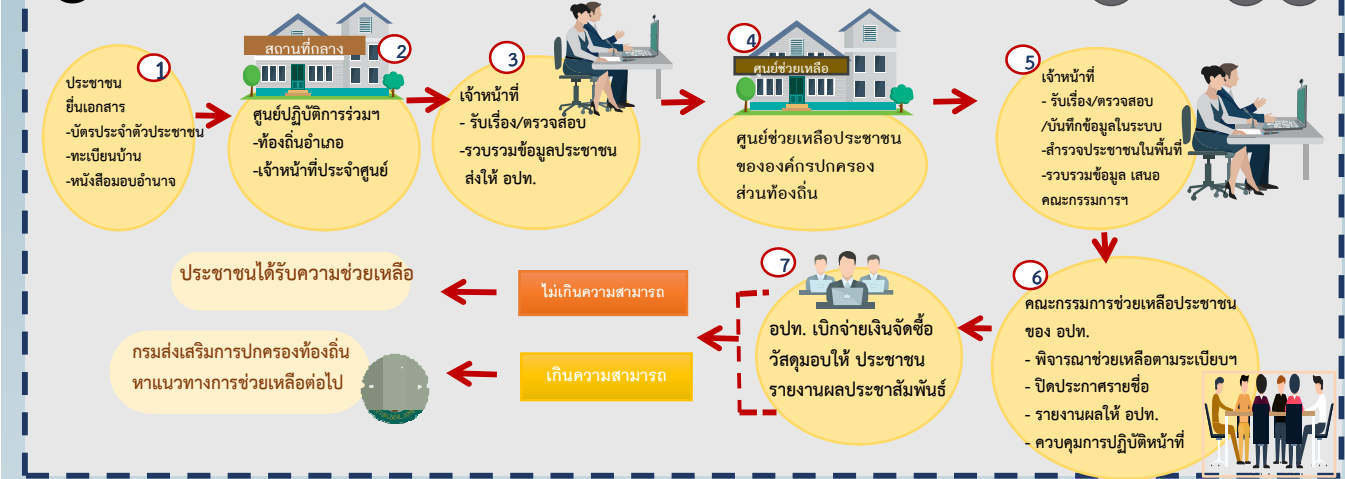 1
ประชาชน
ยื่นเอกสาร
-บัตรประจำตัวประชาชน
-ทะเบียนบ้าน
-หนังสือมอบอำนาจ
2
สถานที่กลาง
ศูนย์ปฏิบัติการร่วมฯ
-ท้องถิ่นอำเภอ
-เจ้าหน้าที่ประจำศูนย์
3
เจ้าหน้าที่
- รับเรื่อง/ตรวจสอบ
-รวบรวมข้อมูลประชาชน
ส่งให้ อปท.
4
ศูนย์ช่วยเหลือ
ศูนย์ช่วยเหลือประชาชน
ขององค์กรปกครอง
ส่วนท้องถิ่น
5
เจ้าหน้าที่
- รับเรื่อง/ตรวจสอบ
/บันทึกข้อมูลในระบบ
-สำรวจประชาชนในพื้นที่
-รวบรวมข้อมูล เสนอ
คณะกรรมการฯ
6
คณะกรรมการช่วยเหลือประชาชน
ของ อปท.
- พิจารณาช่วยเหลือตามระเบียบฯ
- ปิดประกาศรายชื่อ
- รายงานผลให้ อปท.
- ควบคุมการปฏิบัติหน้าที่
7
อปท. เบิกจ่ายเงินจัดซื้อ
วัสดุมอบให้ ประชาชน
รายงานผลประชาสัมพันธ์
ไม่เกินความสามารถ
ประชาชนได้รับความช่วยเหลือ
เกินความสามารถ
กรมส่งเสริมการปกครองท้องถิ่น
หาแนวทางการช่วยเหลือต่อไป